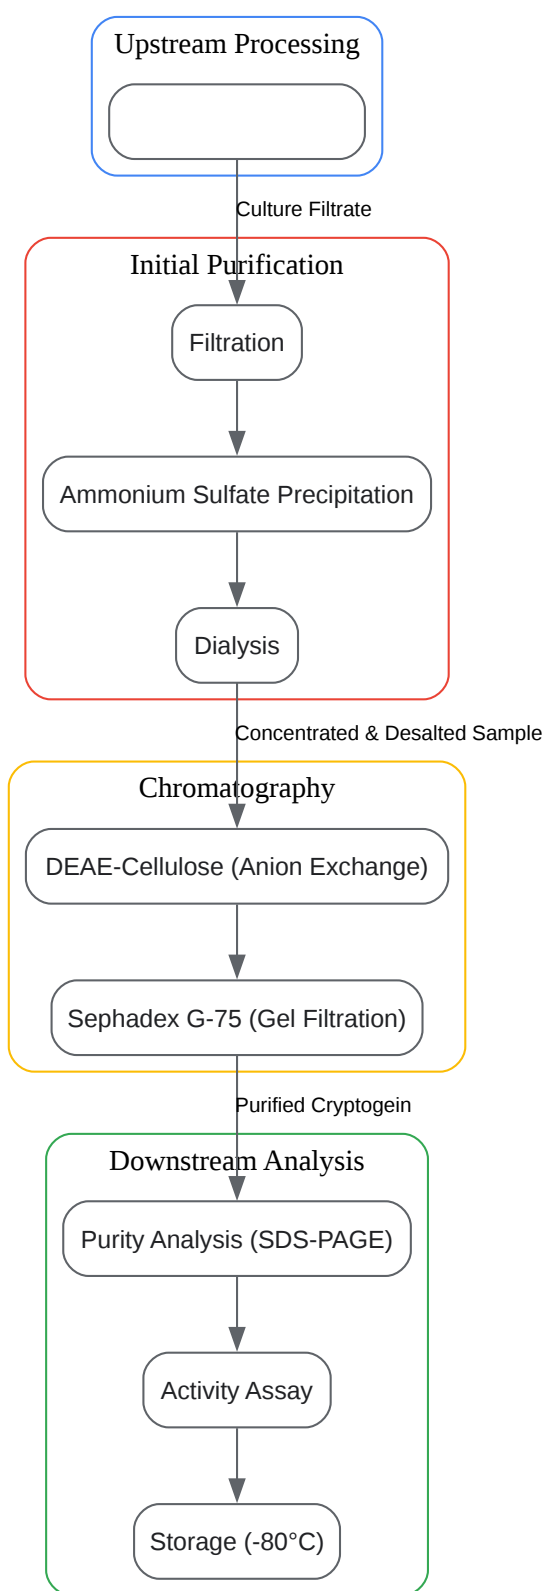 Upstream Processing
Culture Filtrate
Initial Purification
Filtration
Ammonium Sulfate Precipitation
Dialysis
Concentrated & Desalted Sample
Chromatography
DEAE-Cellulose (Anion Exchange)
Sephadex G-75 (Gel Filtration)
Purified Cryptogein
Downstream Analysis
Purity Analysis (SDS-PAGE)
Activity Assay
Storage (-80°C)